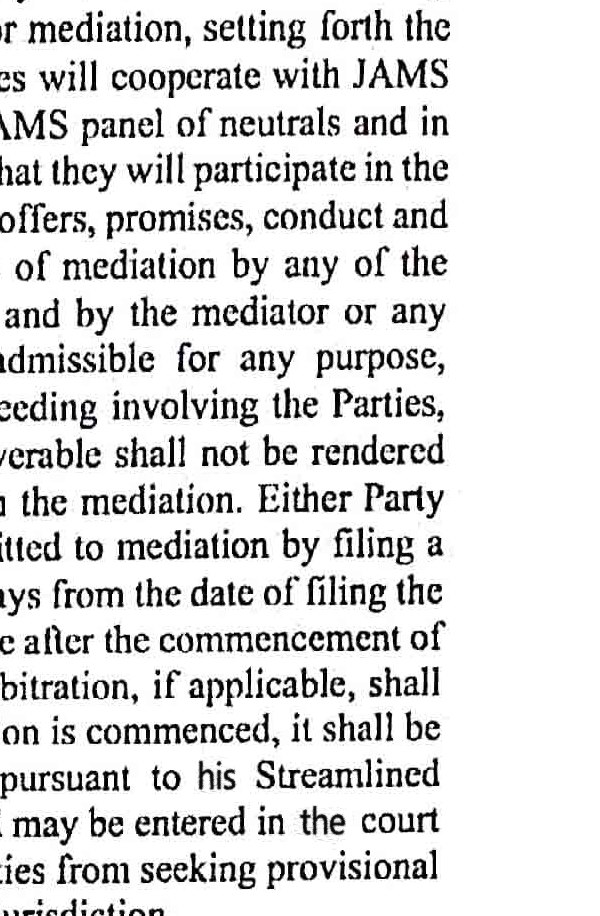 or mediation, setting forth the
es will cooperate with JAMS
AMS panel of neutrals and in
hat they will participate in the
offers, promises, conduct and
of mediation by any of the
and by the mediator or any
admissible for any purpose,
eeding involving the Parties,
verable shall not be rendered
the mediation. Either Party
itted to mediation by filing a
ays from the date of filing the
e after the commencement of
bitration, if applicable, shall
on is commenced, it shall be
pursuant to his Streamlined
may be entered in the court
ties from seeking provisional
urisdiction